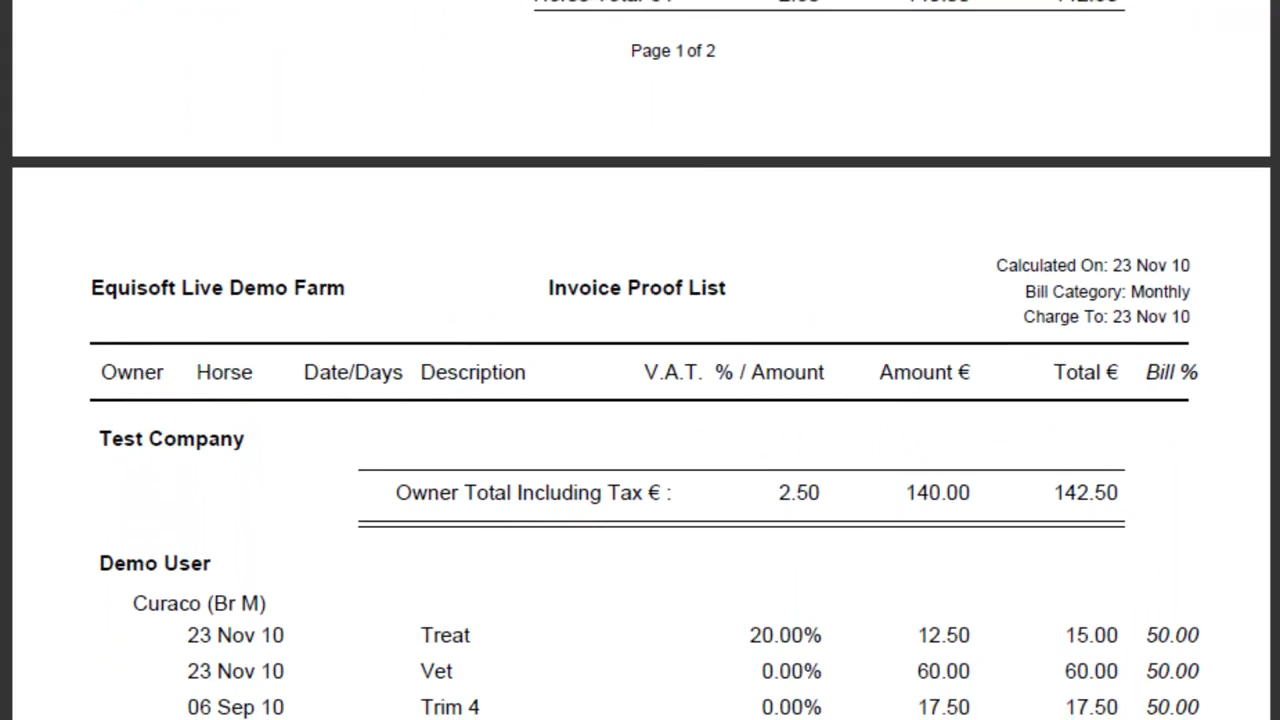 Page 1 of 2
Calculated On: 23 Nov 10
Equisoft Live Demo Farm Invoice Proof List Bill Category: Monthly
Charge To: 23 Nov 10
Owner Horse Date/Days Description V.A.T. % / Amount Amount € Total € Bill %
Test Company
Owner Total Including Tax € : 2.50 140.00 142.50
Demo User
Curaco (Br M)
23 Nov 10 Treat 20.00% 12.50 15.00 50.00
23 Nov 10 Vet 0.00% 60.00 60.00 50.00
06 Sep 10 Trim 4 0.00% 17.50 17.50 50.00